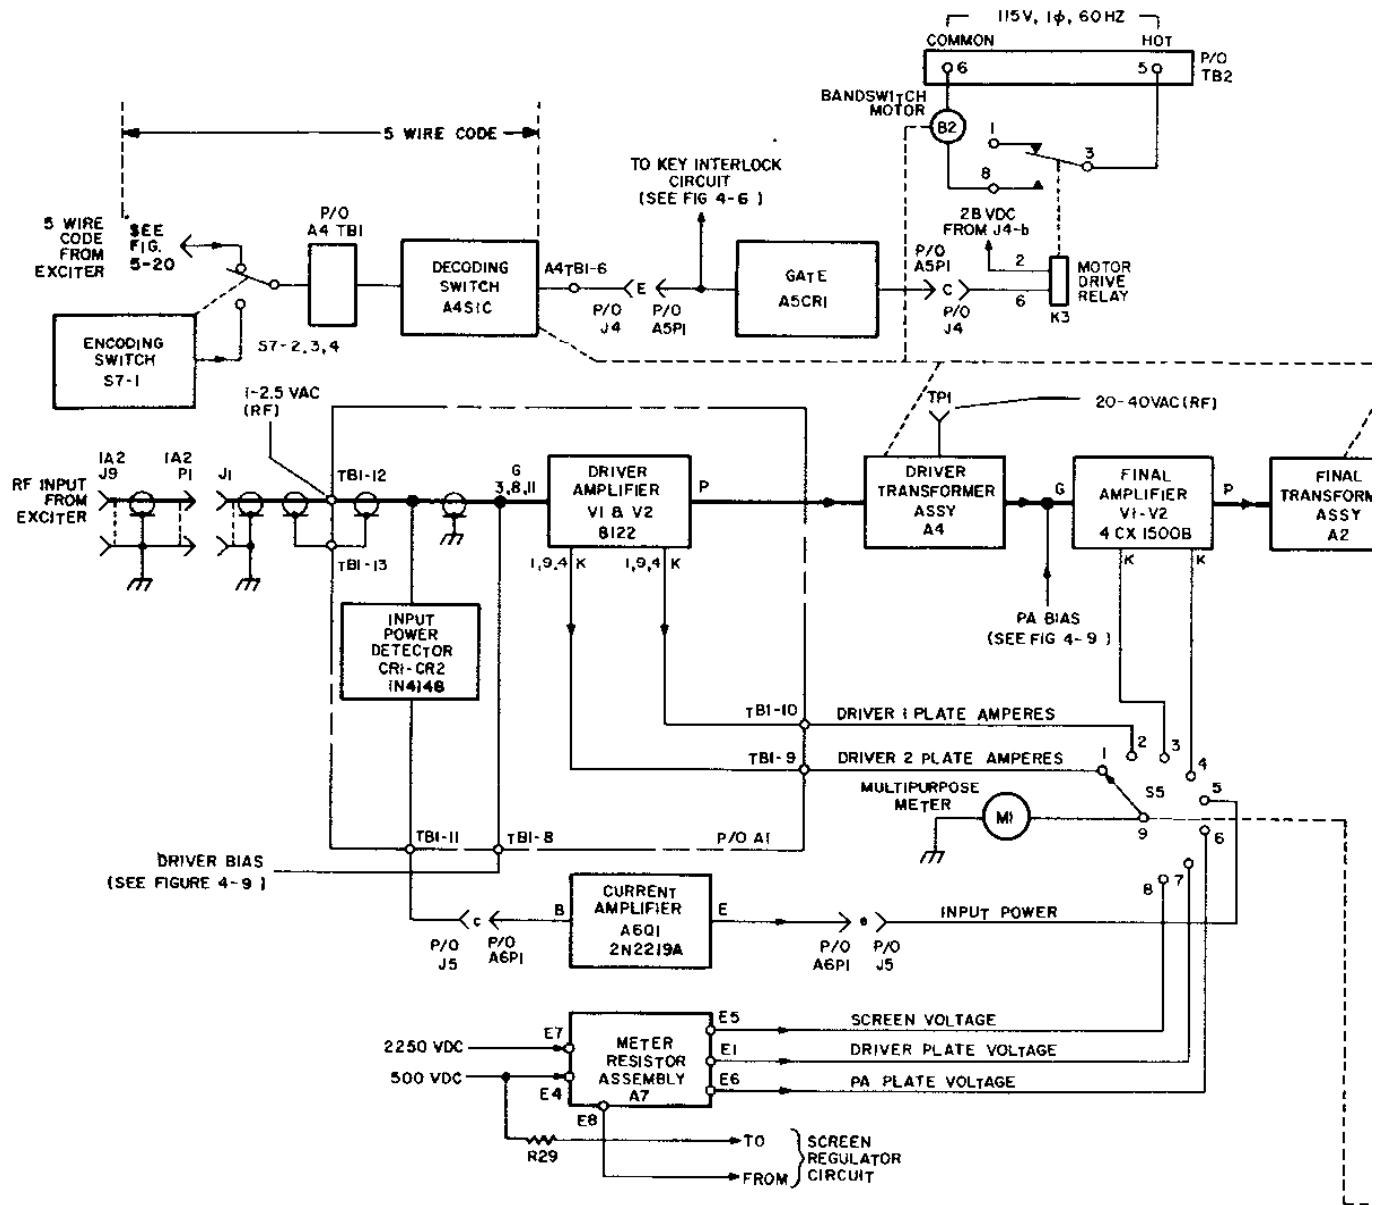 115V, 1ϕ, 60HZ
COMMON
HOT
6
5
P/O
TB2
BANDSWITCH
MOTOR
B2
1
3
8
5 WIRE CODE
TO KEY INTERLOCK
CIRCUIT
(SEE FIG 4-6)
28 VDC
FROM J4-b
5 WIRE
CODE
FROM
EXCITER
SEE
FIG.
5-20
P/O
A4 TB1
DECODING
SWITCH
A4S1C
A4TB1-6
E
P/O
J4
P/O
A5P1
GATE
A5CR1
P/O
A5P1
C
P/O
J4
2
6
MOTOR
DRIVE
RELAY
K3
ENCODING
SWITCH
S7-1
S7-2,3,4
1-2.5 VAC
(RF)
TP1
20-40VAC(RF)
RF INPUT
FROM
EXCITER
1A2
J9
1A2
P1
J1
TB1-12
TB1-13
G
3,8,11
DRIVER
AMPLIFIER
V1 & V2
8122
P
DRIVER
TRANSFORMER
ASSY
A4
G
FINAL
AMPLIFIER
V1-V2
4 CX 1500B
P
FINAL
TRANSFORM
ASSY
A2
1,9,4 K
1,9,4 K
K
K
INPUT
POWER
DETECTOR
CR1-CR2
1N4148
PA BIAS
(SEE FIG 4-9)
TB1-10
DRIVER 1 PLATE AMPERES
TB1-9
DRIVER 2 PLATE AMPERES
1
2
3
4
5
6
7
8
9
S5
MULTIPURPOSE
METER
M1
TB1-11
TB1-8
P/O A1
DRIVER BIAS
(SEE FIGURE 4-9)
P/O
J5
c
P/O
A6P1
B
CURRENT
AMPLIFIER
A6Q1
2N2219A
E
P/O
A6P1
e
P/O
J5
INPUT POWER
2250 VDC
500 VDC
E7
E4
E8
METER
RESISTOR
ASSEMBLY
A7
E5
SCREEN VOLTAGE
E1
DRIVER PLATE VOLTAGE
E6
PA PLATE VOLTAGE
R29
TO
FROM
SCREEN
REGULATOR
CIRCUIT